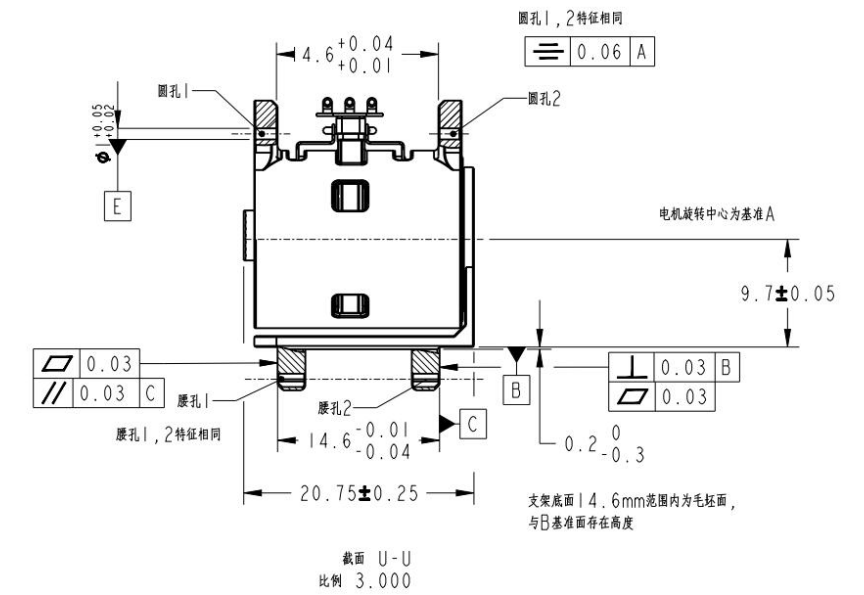 圆孔1,2特征相同
0.06 A
14.6 +0.04
+0.01
圆孔1
圆孔2
Φ1 +0.05
+0.02
E
电机旋转中心为基准A
9.7±0.05
0.03
// 0.03 C
⊥ 0.03 B
0.03
B
腰孔1
腰孔2
C
腰孔1,2特征相同
14.6 -0.01
-0.04
0.2 0
-0.3
20.75±0.25
支架底面14.6mm范围内为毛坯面,
与B基准面存在高度
截面 U-U
比例 3.000